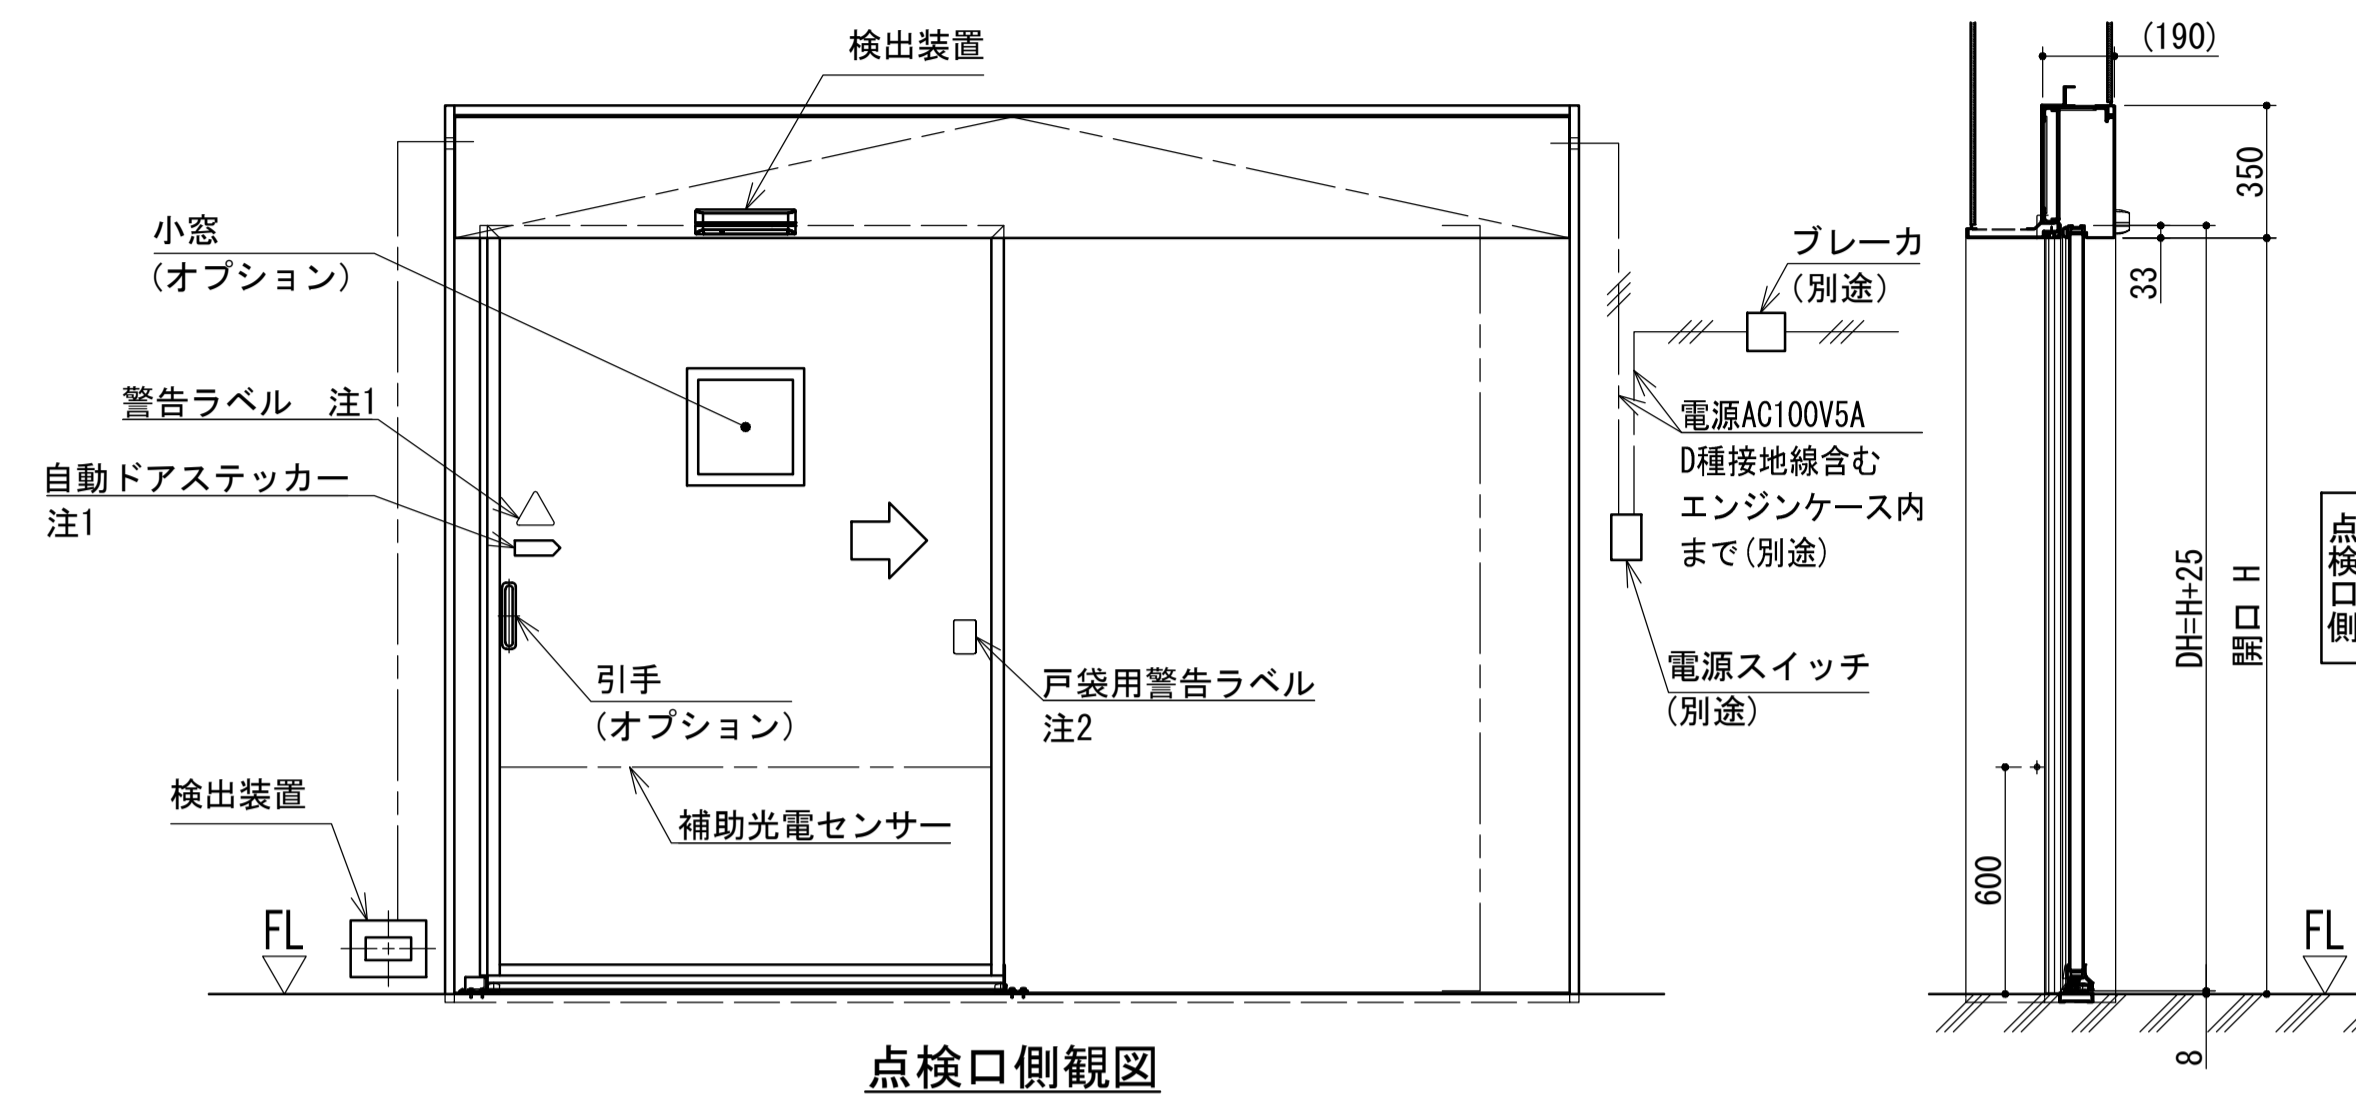 検出装置
小窓
(オプション)
警告ラベル 注1
自動ドアステッカー
注1
引手
(オプション)
戸袋用警告ラベル
注2
検出装置
補助光電センサー
FL
ブレーカ
(別途)
電源AC100V5A
D種接地線含む
エンジンケース内
まで(別途)
電源スイッチ
(別途)
点検口側観図
(190)
350
33
DH=H+25
開口 H
600
8
点検口側
FL